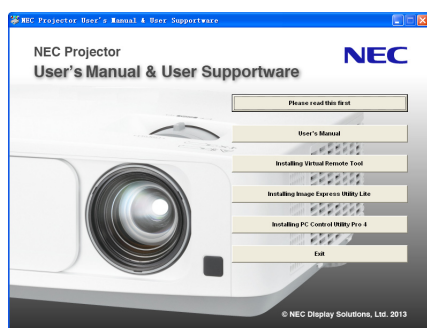 NEC Projector User's Manual & User Supportware
NEC Projector
NEC
User's Manual & User Supportware
Please read this first
User's Manual
Installing Virtual Remote Tool
Installing Image Express Utility Lite
Installing PC Control Utility Pro 4
Exit
© NEC Display Solutions, Ltd. 2013